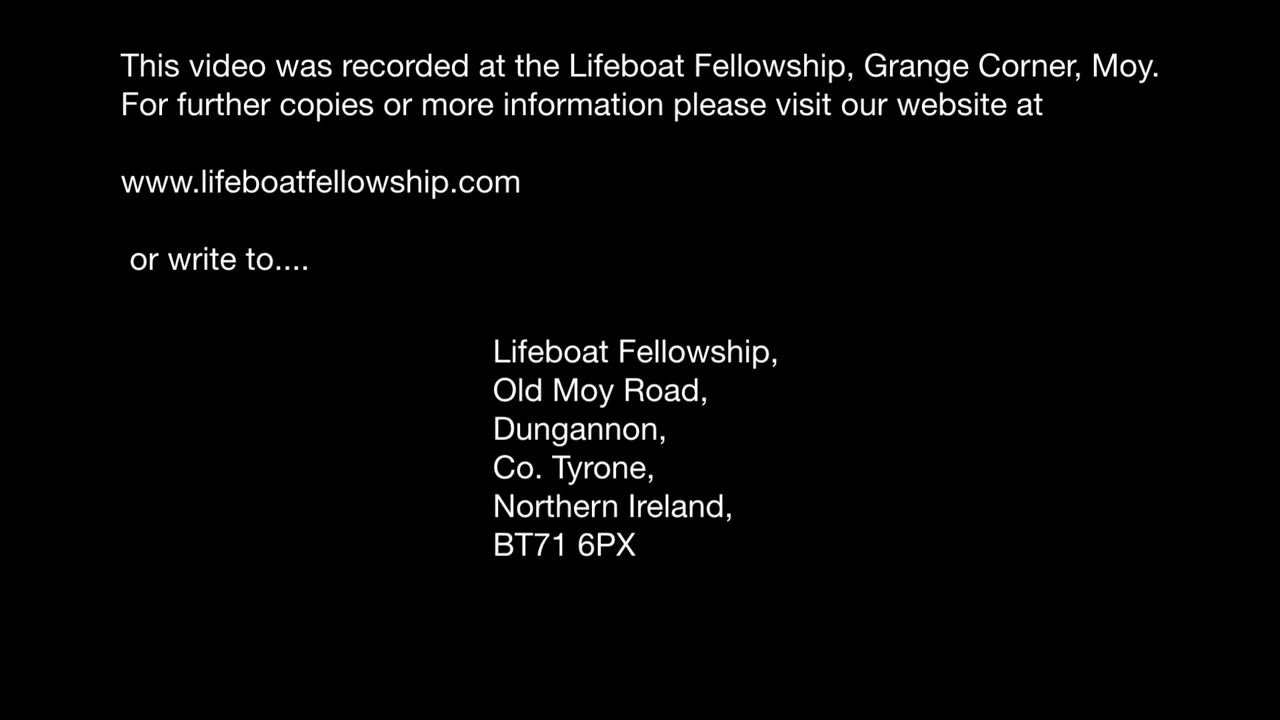 This video was recorded at the Lifeboat Fellowship, Grange Corner, Moy.
For further copies or more information please visit our website at
www.lifeboatfellowship.com
or write to....
Lifeboat Fellowship,
Old Moy Road,
Dungannon,
Co. Tyrone,
Northern Ireland,
BT71 6PX